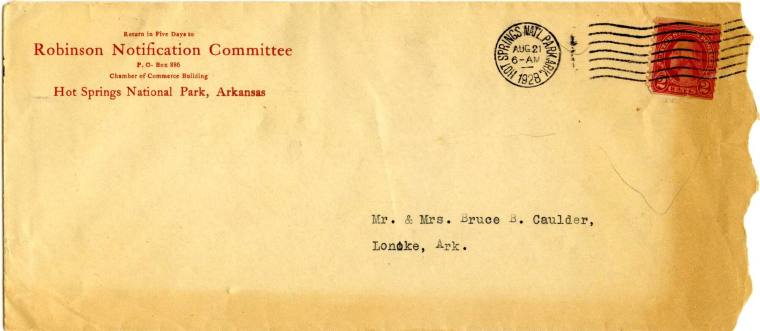 Return in Five Days to
Robinson Notification Committee
P. O. Box 886
Chamber of Commerce Building
Hot Springs National Park, Arkansas
HOT SPRINGS NAT'L. PARK ARK.
AUG 21
6-AM
1928
2 CENTS 2
Mr. & Mrs. Bruce B. Caulder,
Lonoke, Ark.